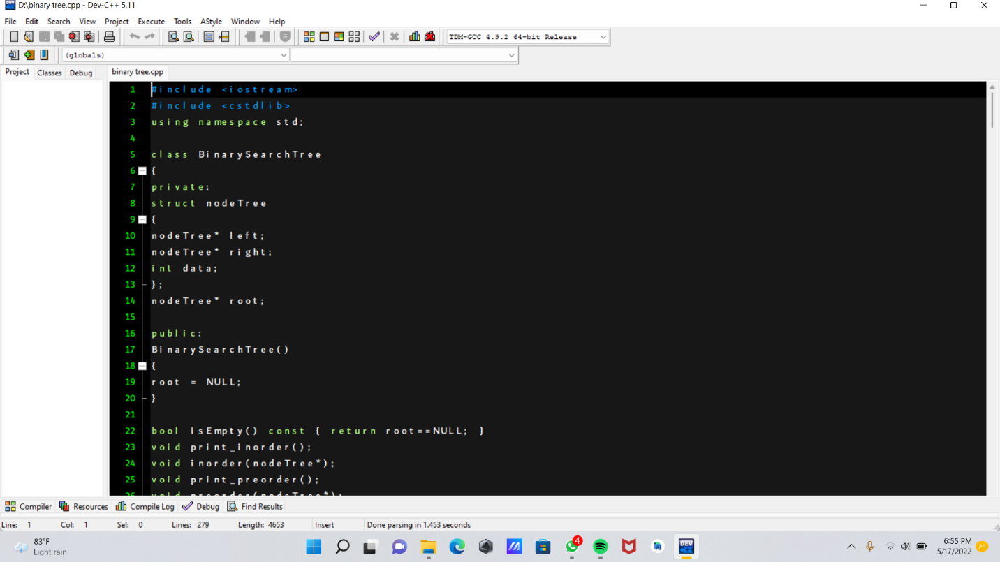 D:\binary tree.cpp - Dev-C++ 5.11
File Edit Search View Project Execute Tools AStyle Window Help
TDM-GCC 4.9.2 64-bit Release
(globals)
Project Classes Debug
binary tree.cpp
1 #include <iostream>
2 #include <cstdlib>
3 using namespace std;
4
5 class BinarySearchTree
6 {
7 private:
8 struct nodeTree
9 {
10 nodeTree* left;
11 nodeTree* right;
12 int data;
13 };
14 nodeTree* root;
15
16 public:
17 BinarySearchTree()
18 {
19 root = NULL;
20 }
21
22 bool isEmpty() const { return root==NULL; }
23 void print_inorder();
24 void inorder(nodeTree*);
25 void print_preorder();
26 void preorder(nodeTree*);
Compiler Resources Compile Log Debug Find Results
Line: 1 Col: 1 Sel: 0 Lines: 279 Length: 4653 Insert Done parsing in 1.453 seconds
83°F
Light rain
4
DEV
6:55 PM
5/17/2022
23